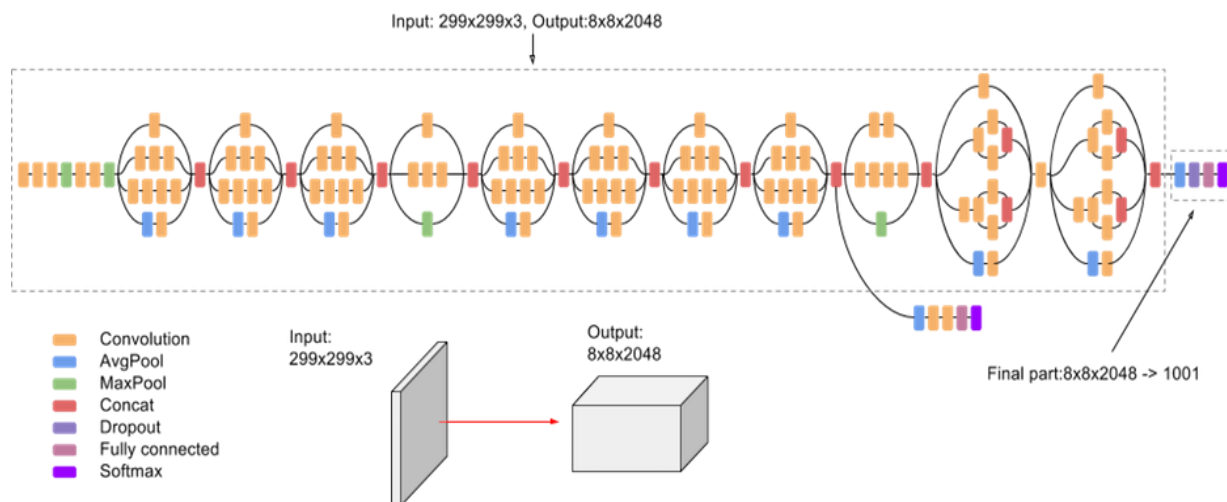 Input: 299x299x3, Output:8x8x2048
Convolution
AvgPool
MaxPool
Concat
Dropout
Fully connected
Softmax
Input:
299x299x3
Output:
8x8x2048
Final part:8x8x2048 -> 1001